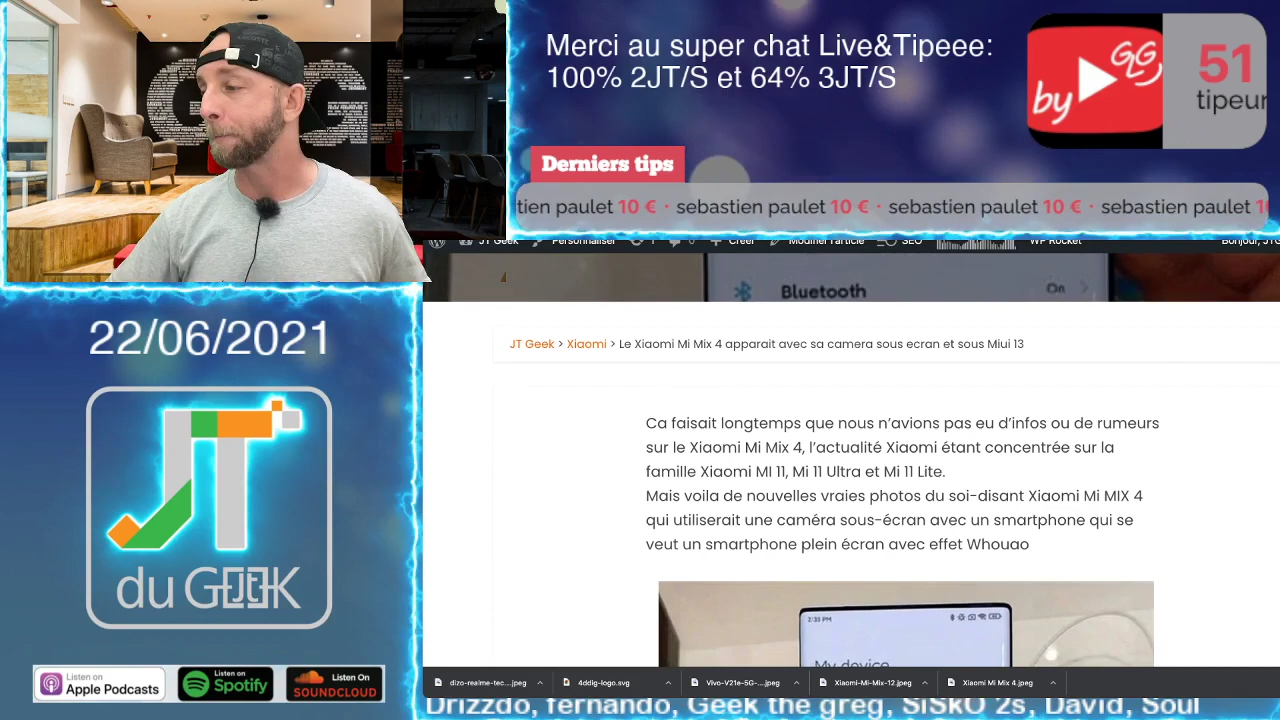 Merci au super chat Live&Tipeee:
100% 2JT/S et 64% 3JT/S
by GLG
51
tipeur
Derniers tips
tien paulet 10 € · sebastien paulet 10 € · sebastien paulet 10 € · sebastien paulet 1
JT Geek Personnaliser 1 0 Créer Modifier l'article SEO WP Rocket Bonjour, JTG
Bluetooth On
22/06/2021
JT Geek > Xiaomi > Le Xiaomi Mi Mix 4 apparait avec sa camera sous ecran et sous Miui 13
Ca faisait longtemps que nous n'avions pas eu d'infos ou de rumeurs
sur le Xiaomi Mi Mix 4, l'actualité Xiaomi étant concentrée sur la
famille Xiaomi MI 11, Mi 11 Ultra et Mi 11 Lite.
Mais voila de nouvelles vraies photos du soi-disant Xiaomi Mi MIX 4
qui utiliserait une caméra sous-écran avec un smartphone qui se
veut un smartphone plein écran avec effet Whouao
JT
du GEEK
2:35 PM
My device
Listen on
Apple Podcasts
Listen on
Spotify
Listen On
SOUNDCLOUD
dizo-realme-tec....jpeg
4ddig-logo.svg
Vivo-V21e-5G-....jpeg
Xiaomi-Mi-Mix-12.jpeg
Xiaomi Mi Mix 4.jpeg
Drizzdo, fernando, Geek the greg, SiSkO 2s, David, Soul